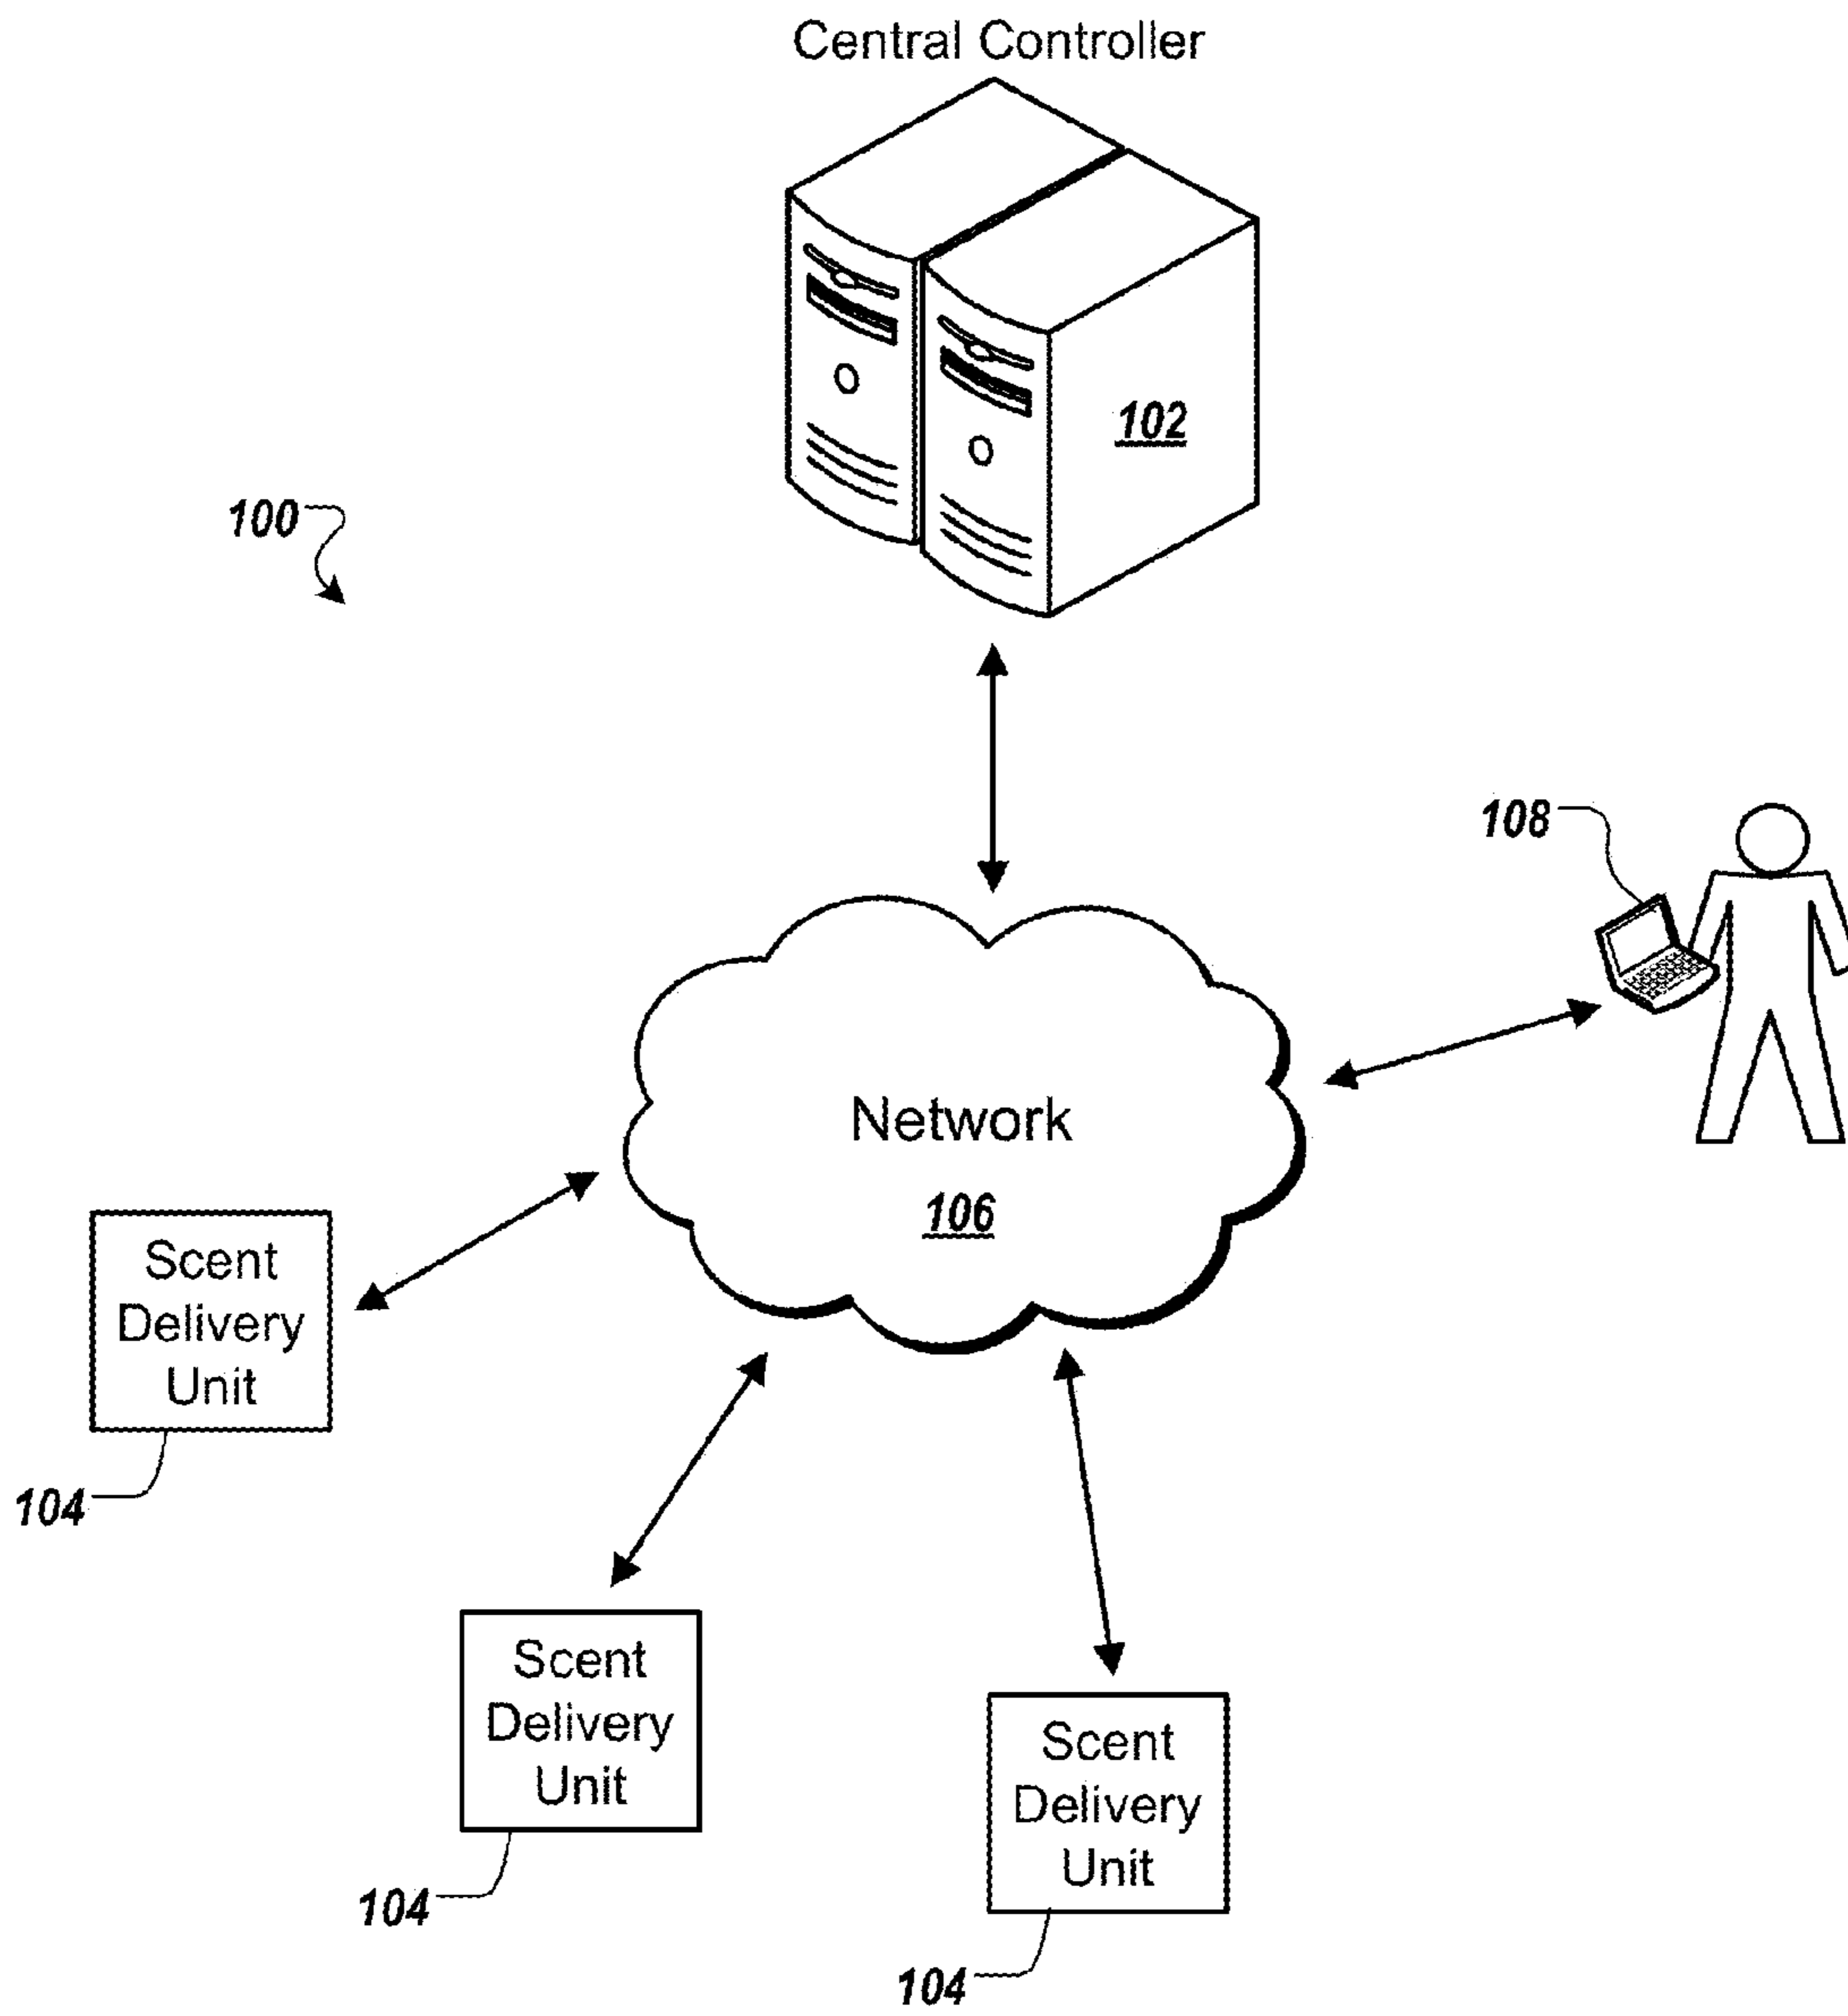 Central Controller
102
100
108
Network
106
Scent
Delivery
Unit
104
Scent
Delivery
Unit
104
Scent
Delivery
Unit
104